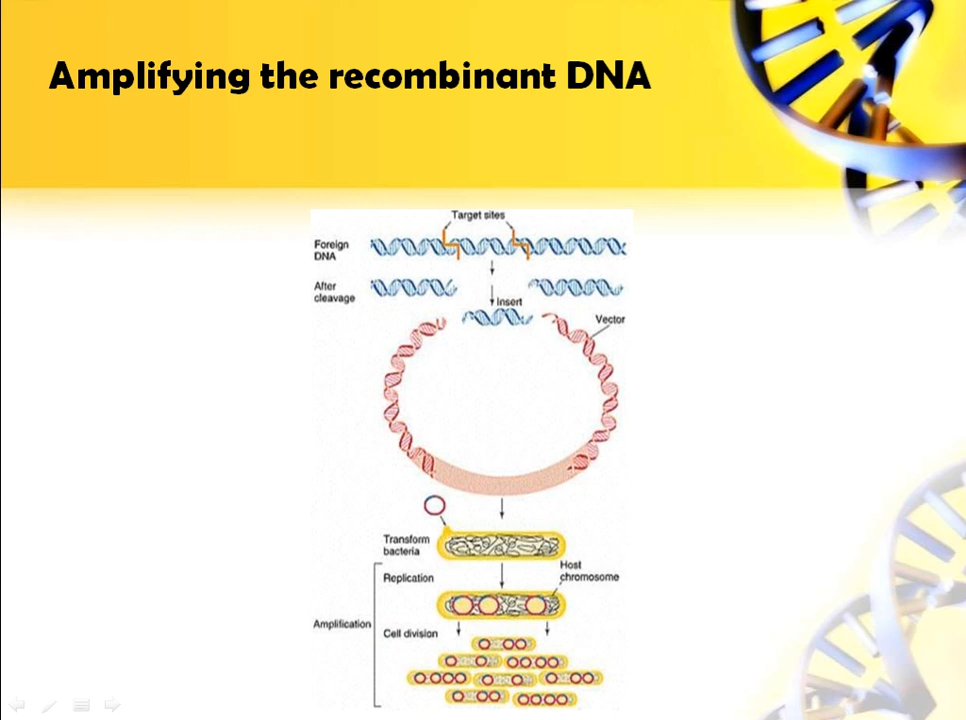 Amplifying the recombinant DNA
Target sites
Foreign
DNA
After
cleavage
Insert
Vector
Transform
bacteria
Host
chromosome
Replication
Amplification
Cell division